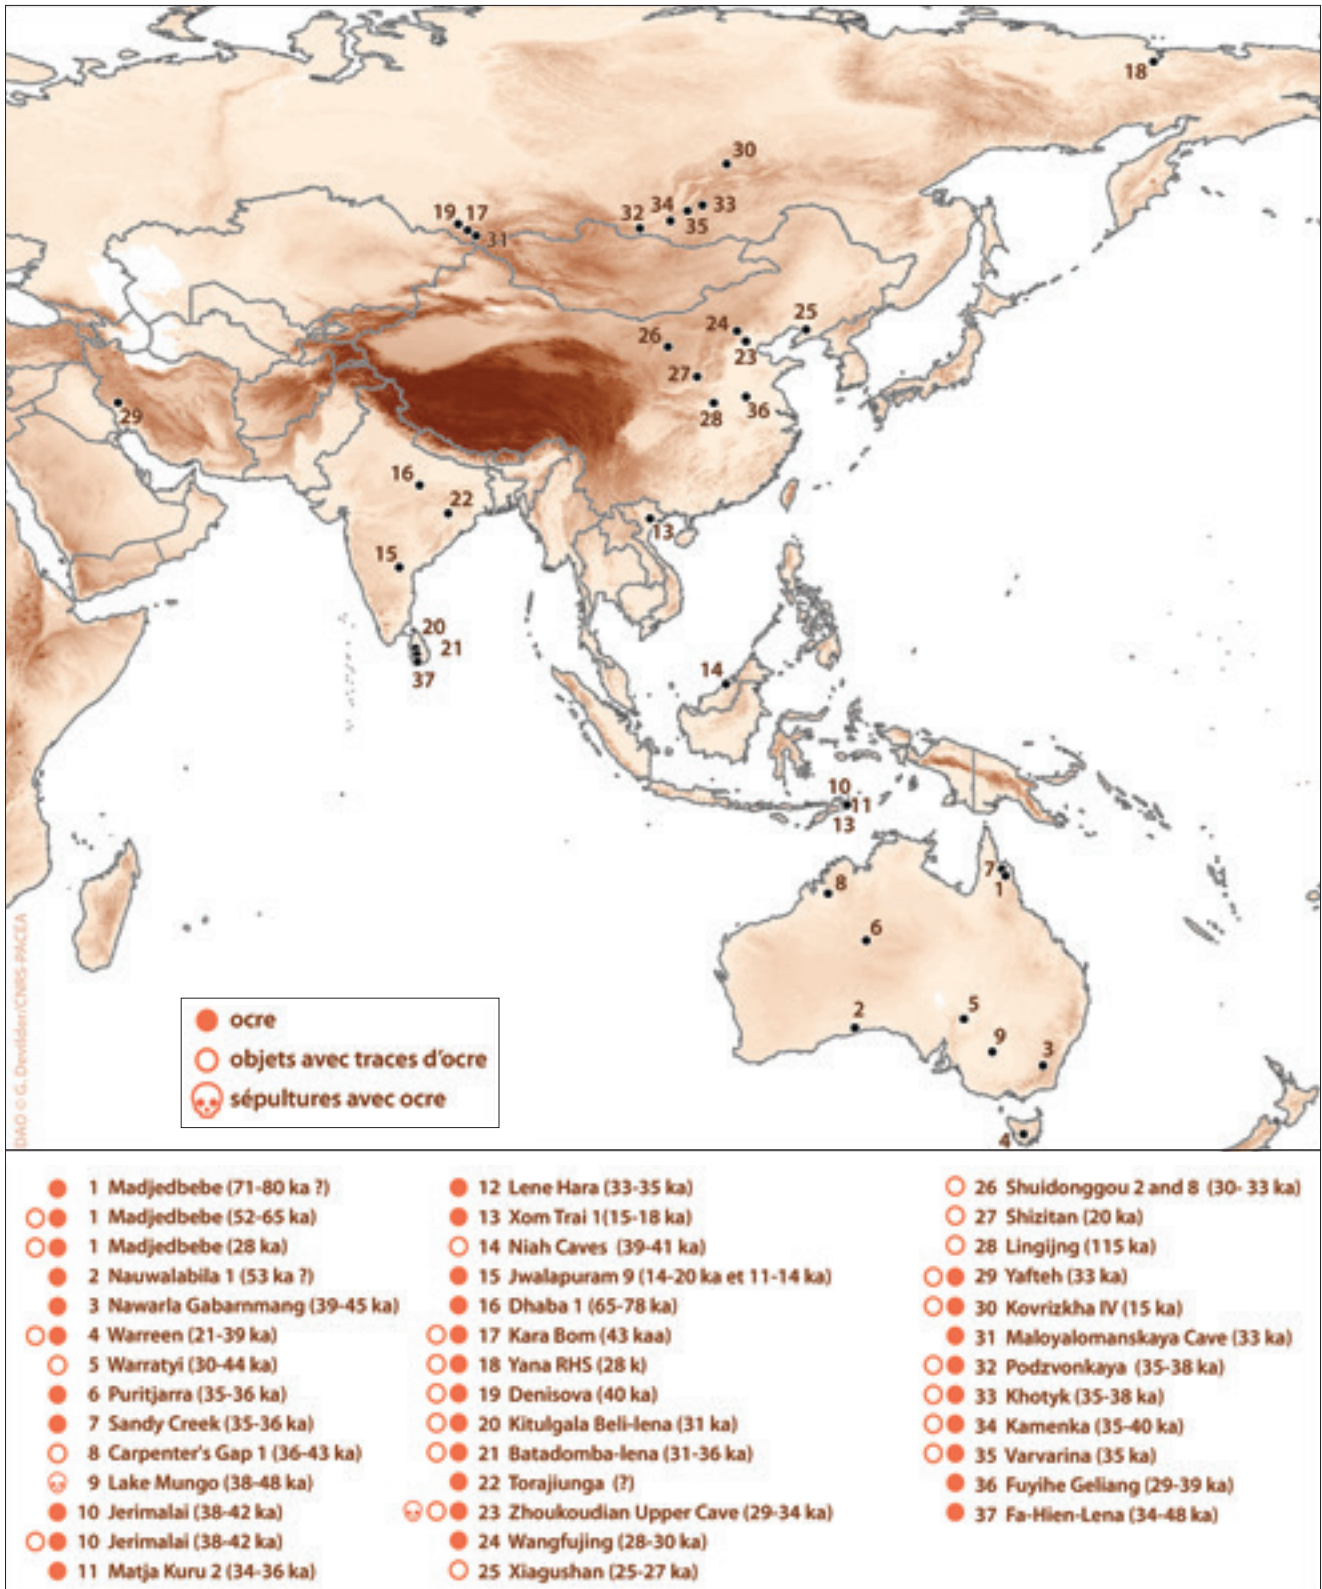 18
30
34
33
32
35
19
17
31
25
24
26
23
27
28
36
29
16
22
13
15
20
21
37
14
10
11
13
7
1
8
6
2
5
9
3
4
DAO © G. Devilder/CNRS-PACEA
ocre
objets avec traces d'ocre
sépultures avec ocre
1 Madjedbebe (71-80 ka ?)
1 Madjedbebe (52-65 ka)
1 Madjedbebe (28 ka)
2 Nauwalabila 1 (53 ka ?)
3 Nawarla Gabarnmang (39-45 ka)
4 Warreen (21-39 ka)
5 Warratyi (30-44 ka)
6 Puritjarra (35-36 ka)
7 Sandy Creek (35-36 ka)
8 Carpenter's Gap 1 (36-43 ka)
9 Lake Mungo (38-48 ka)
10 Jerimalai (38-42 ka)
10 Jerimalai (38-42 ka)
11 Matja Kuru 2 (34-36 ka)
12 Lene Hara (33-35 ka)
13 Xom Trai 1(15-18 ka)
14 Niah Caves (39-41 ka)
15 Jwalapuram 9 (14-20 ka et 11-14 ka)
16 Dhaba 1 (65-78 ka)
17 Kara Bom (43 kaa)
18 Yana RHS (28 k)
19 Denisova (40 ka)
20 Kitulgala Beli-lena (31 ka)
21 Batadomba-lena (31-36 ka)
22 Torajiunga (?)
23 Zhoukoudian Upper Cave (29-34 ka)
24 Wangfujing (28-30 ka)
25 Xiagushan (25-27 ka)
26 Shuidonggou 2 and 8 (30- 33 ka)
27 Shizitan (20 ka)
28 Lingijng (115 ka)
29 Yafteh (33 ka)
30 Kovrizkha IV (15 ka)
31 Maloyalomanskaya Cave (33 ka)
32 Podzvonkaya (35-38 ka)
33 Khotyk (35-38 ka)
34 Kamenka (35-40 ka)
35 Varvarina (35 ka)
36 Fuyihe Geliang (29-39 ka)
37 Fa-Hien-Lena (34-48 ka)